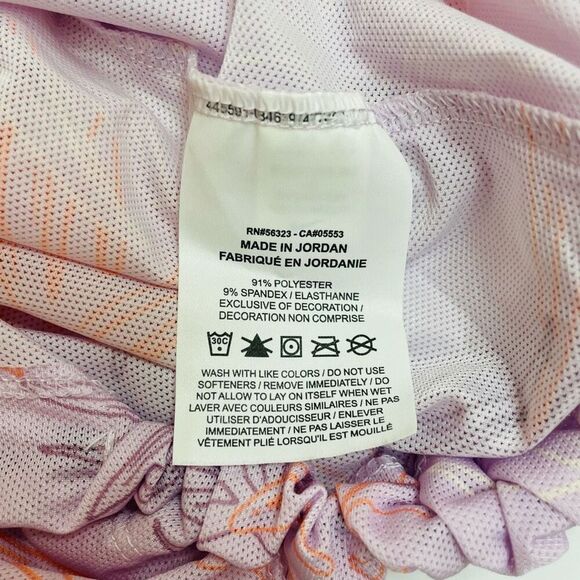 RN#56323 - CA#05553
MADE IN JORDAN
FABRIQUÉ EN JORDANIE
91% POLYESTER
9% SPANDEX / ELASTHANNE
EXCLUSIVE OF DECORATION /
DECORATION NON COMPRISE
30C
WASH WITH LIKE COLORS / DO NOT USE
SOFTENERS / REMOVE IMMEDIATELY / DO
NOT ALLOW TO LAY ON ITSELF WHEN WET
LAVER AVEC COULEURS SIMILAIRES / NE PAS
UTILISER D'ADOUCISSEUR / ENLEVER
IMMEDIATEMENT / NE PAS LAISSER LE
VÊTEMENT PLIÉ LORSQU'IL EST MOUILLÉ